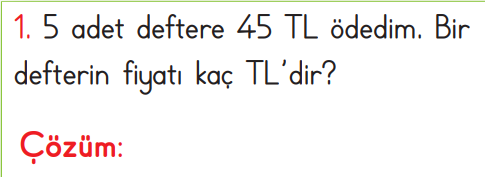 1. 5 adet deftere 45 TL ödedim. Bir
defterin fiyatı kaç TL'dir?
Çözüm: